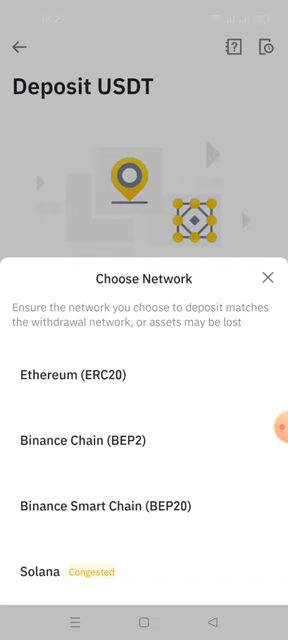 Deposit USDT
Choose Network
Ensure the network you choose to deposit matches
the withdrawal network, or assets may be lost
Ethereum (ERC20)
Binance Chain (BEP2)
Binance Smart Chain (BEP20)
Solana Congested